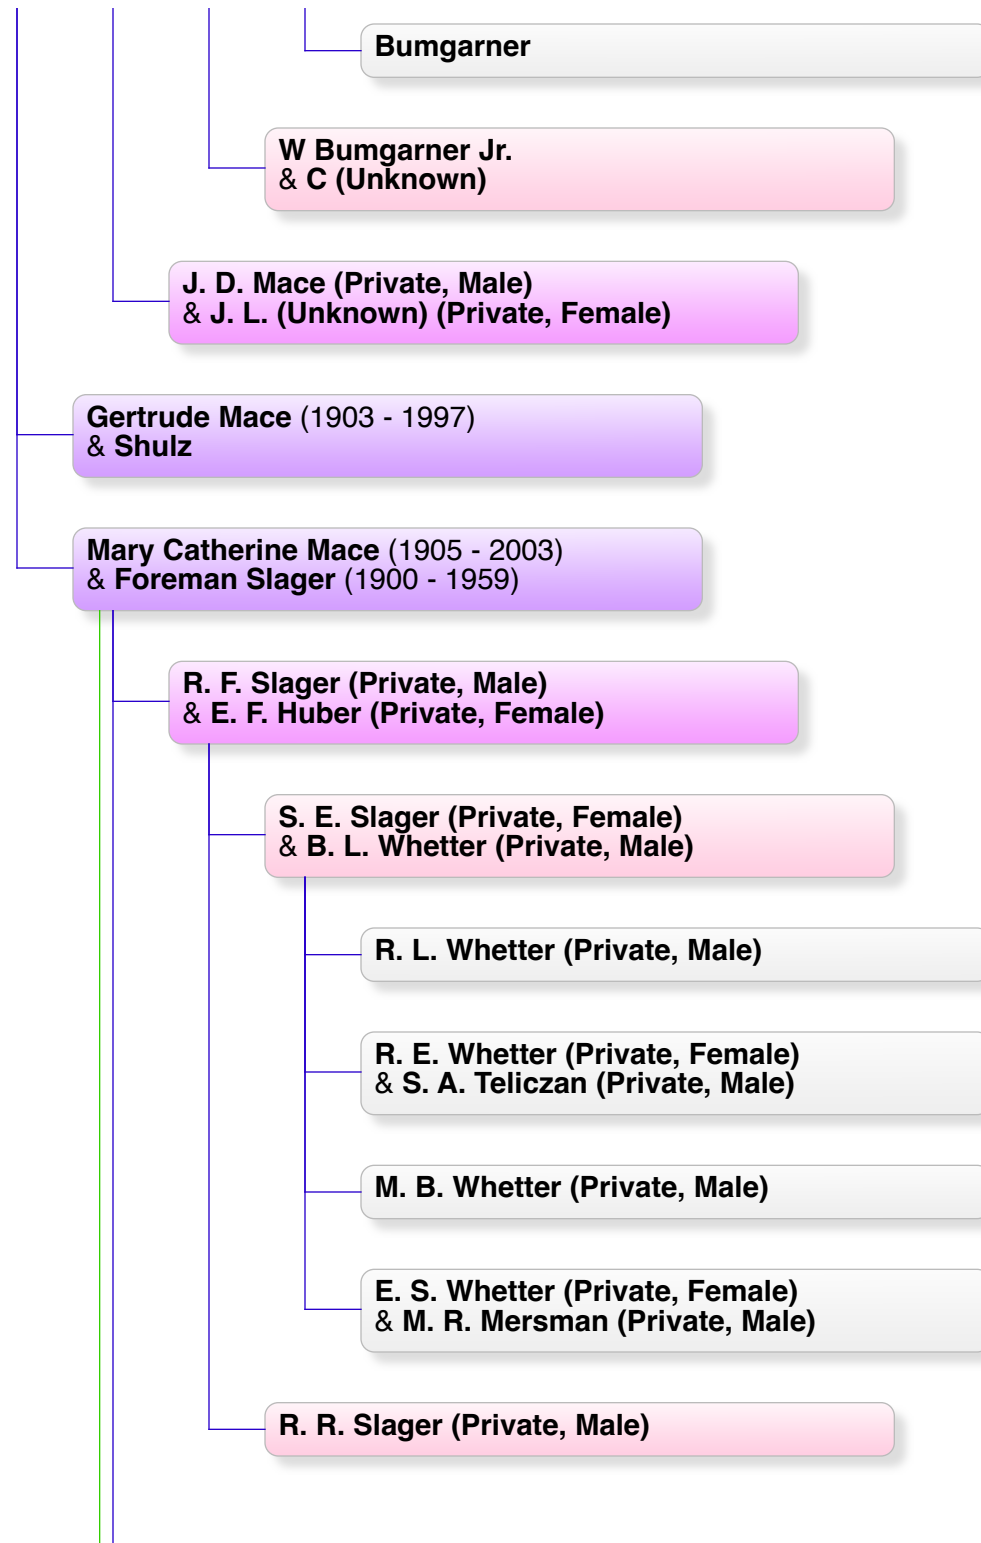 Bumgarner
W Bumgarner Jr.
& C (Unknown)
J. D. Mace (Private, Male)
& J. L. (Unknown) (Private, Female)
Gertrude Mace (1903 - 1997)
& Shulz
Mary Catherine Mace (1905 - 2003)
& Foreman Slager (1900 - 1959)
R. F. Slager (Private, Male)
& E. F. Huber (Private, Female)
S. E. Slager (Private, Female)
& B. L. Whetter (Private, Male)
R. L. Whetter (Private, Male)
R. E. Whetter (Private, Female)
& S. A. Teliczan (Private, Male)
M. B. Whetter (Private, Male)
E. S. Whetter (Private, Female)
& M. R. Mersman (Private, Male)
R. R. Slager (Private, Male)